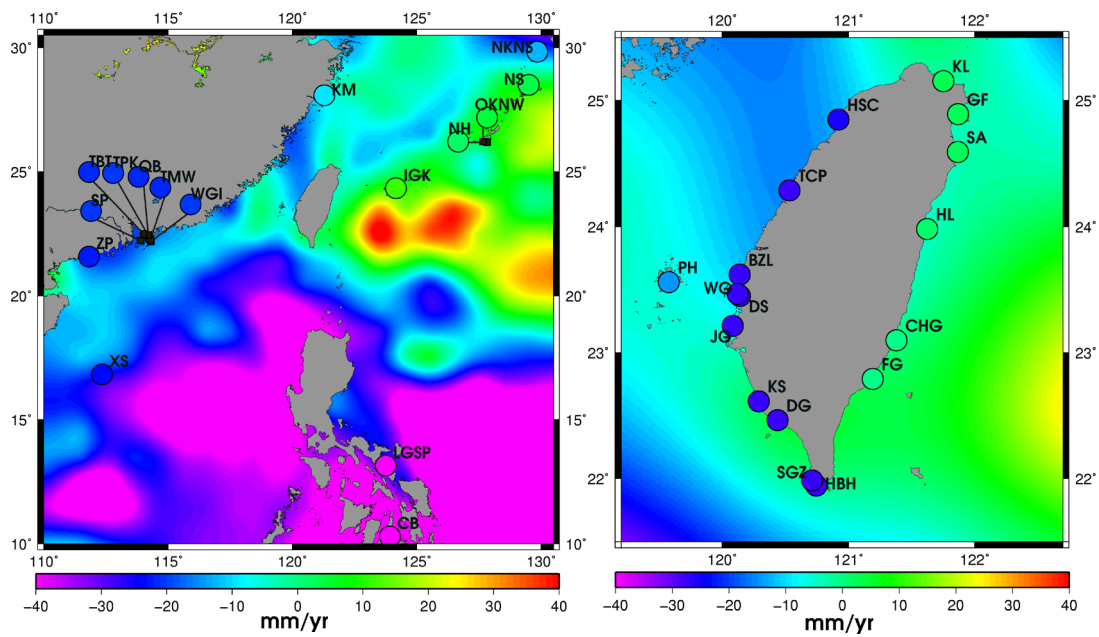 110° 115° 120° 125° 130°
30° 30°
NKNS
NS
KM
OKNW
NH
25° 25°
TBT TPK QB
TMW
IGK
WGI
SP
ZP
20° 20°
XS
15° 15°
LGSP
CB
10° 10°
110° 115° 120° 125° 130°
−40 −30 −20 −10 0 10 20 30 40
mm/yr
120° 121° 122°
KL
25° 25°
HSC
GF
SA
TCP
24° 24°
HL
BZL
PH
WG
DS
JG
CHG
23° 23°
FG
KS
DG
22° 22°
SGZ
HBH
120° 121° 122°
−40 −30 −20 −10 0 10 20 30 40
mm/yr